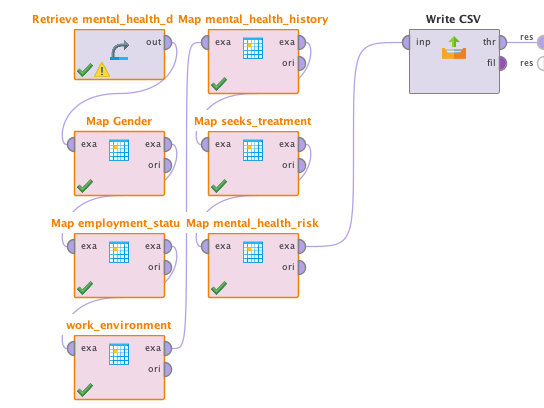 Retrieve mental_health_d
out
Map mental_health_history
exa
exa
ori
Write CSV
inp
thr
fil
res
res
Map Gender
exa
exa
ori
Map seeks_treatment
exa
exa
ori
Map employment_statu
exa
exa
ori
Map mental_health_risk
exa
exa
ori
work_environment
exa
exa
ori